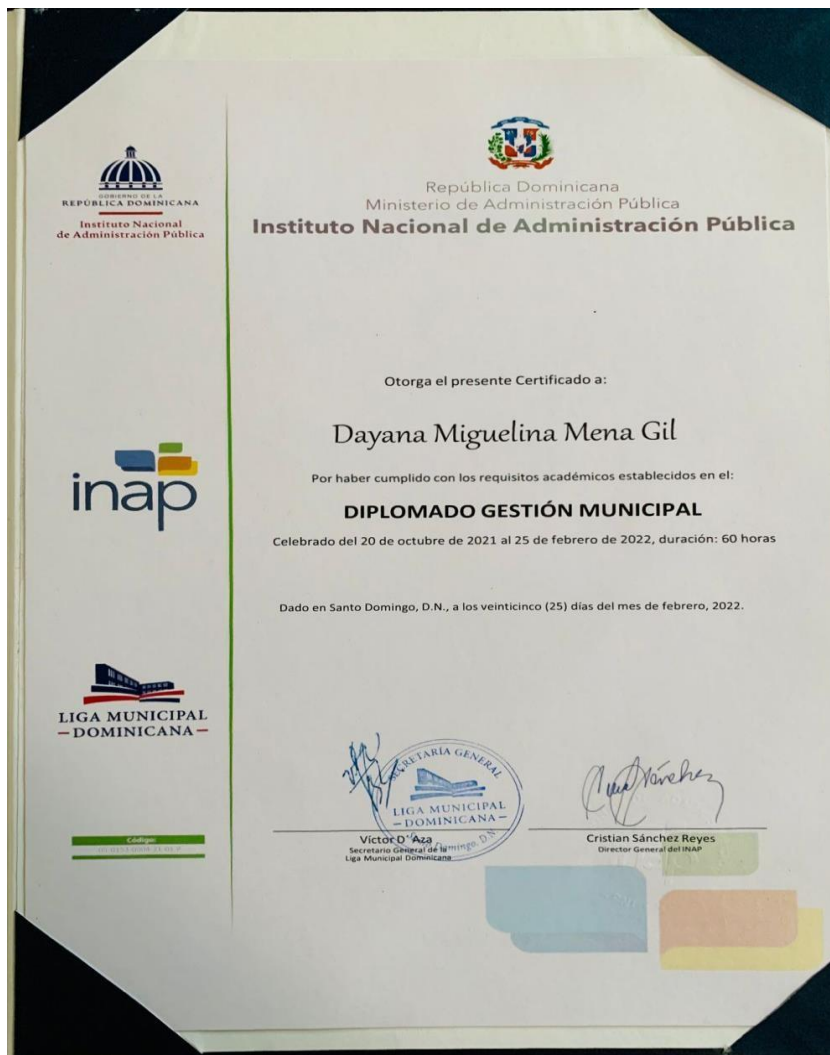 GOBIERNO DE LA
REPÚBLICA DOMINICANA
Instituto Nacional
de Administración Pública
inap
LIGA MUNICIPAL
DOMINICANA
Código:
República Dominicana
Ministerio de Administración Pública
Instituto Nacional de Administración Pública
Otorga el presente Certificado a:
Dayana Miguelina Mena Gil
Por haber cumplido con los requisitos académicos establecidos en el:
DIPLOMADO GESTIÓN MUNICIPAL
Celebrado del 20 de octubre de 2021 al 25 de febrero de 2022, duración: 60 horas
Dado en Santo Domingo, D.N., a los veinticinco (25) días del mes de febrero, 2022.
SECRETARÍA GENERAL
LIGA MUNICIPAL
– DOMINICANA –
Santo Domingo, D.N.
Víctor D' Aza
Secretario General de la
Liga Municipal Dominicana
Cristian Sánchez Reyes
Director General del INAP